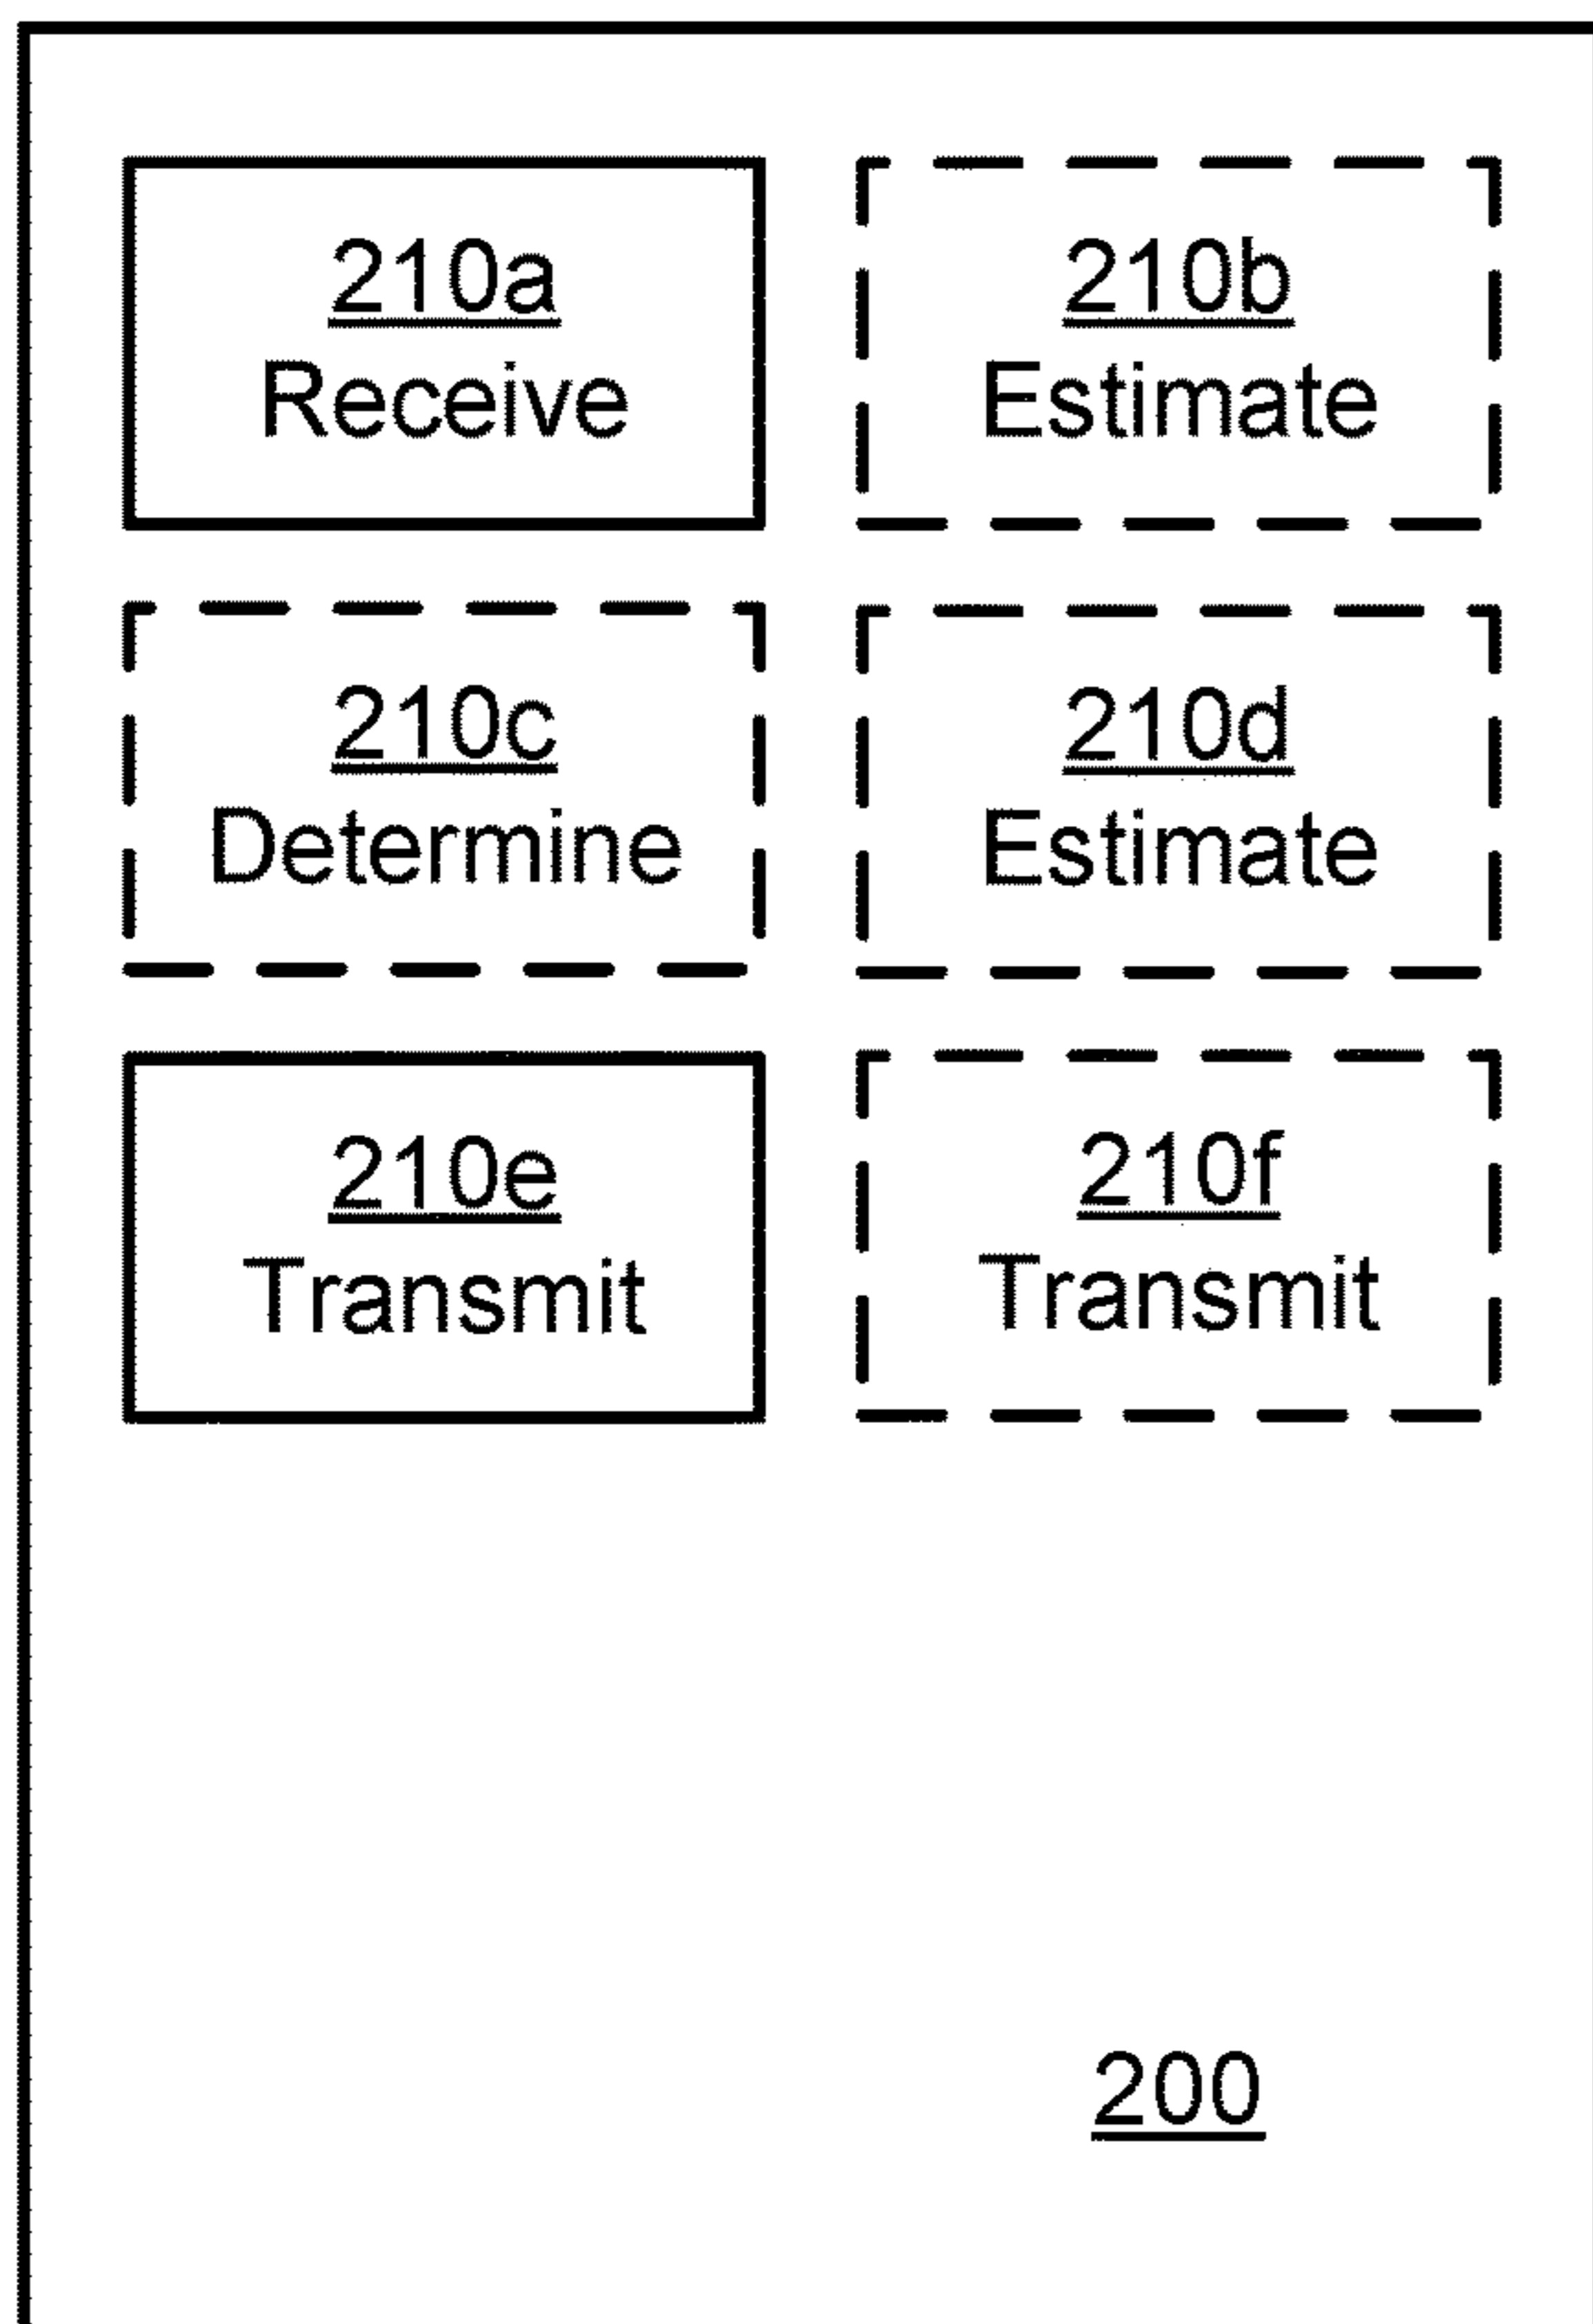 210a
Receive
210b
Estimate
210c
Determine
210d
Estimate
210e
Transmit
210f
Transmit
200